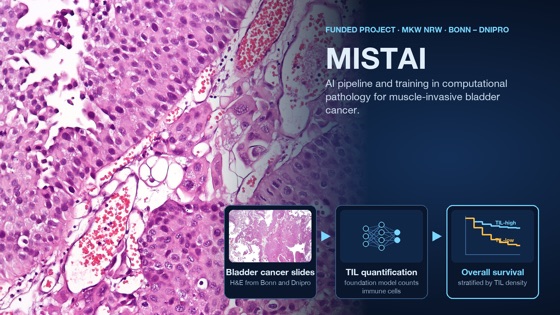 FUNDED PROJECT · MKW NRW · BONN – DNIPRO
MISTAI
AI pipeline and training in computational
pathology for muscle-invasive bladder
cancer.
Bladder cancer slides
H&E from Bonn and Dnipro
TIL quantification
foundation model counts
immune cells
TIL-high
TIL-low
Overall survival
stratified by TIL density